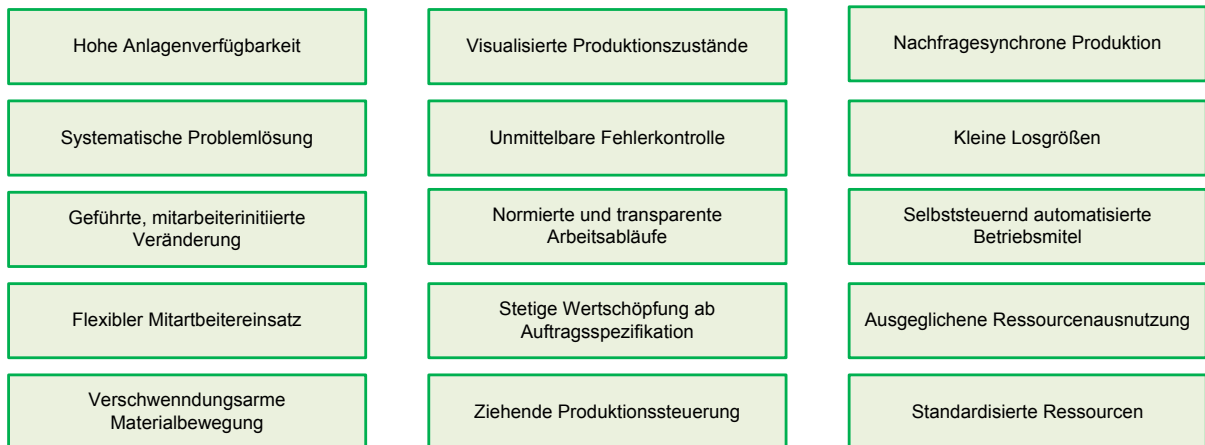 Hohe Anlagenverfügbarkeit
Visualisierte Produktionszustände
Nachfragesynchrone Produktion
Systematische Problemlösung
Unmittelbare Fehlerkontrolle
Kleine Losgrößen
Geführte, mitarbeiterinitiierte
Veränderung
Normierte und transparente
Arbeitsabläufe
Selbststeuernd automatisierte
Betriebsmitel
Flexibler Mitartbeitereinsatz
Stetige Wertschöpfung ab
Auftragsspezifikation
Ausgeglichene Ressourcenausnutzung
Verschwenndungsarme
Materialbewegung
Ziehende Produktionssteuerung
Standardisierte Ressourcen